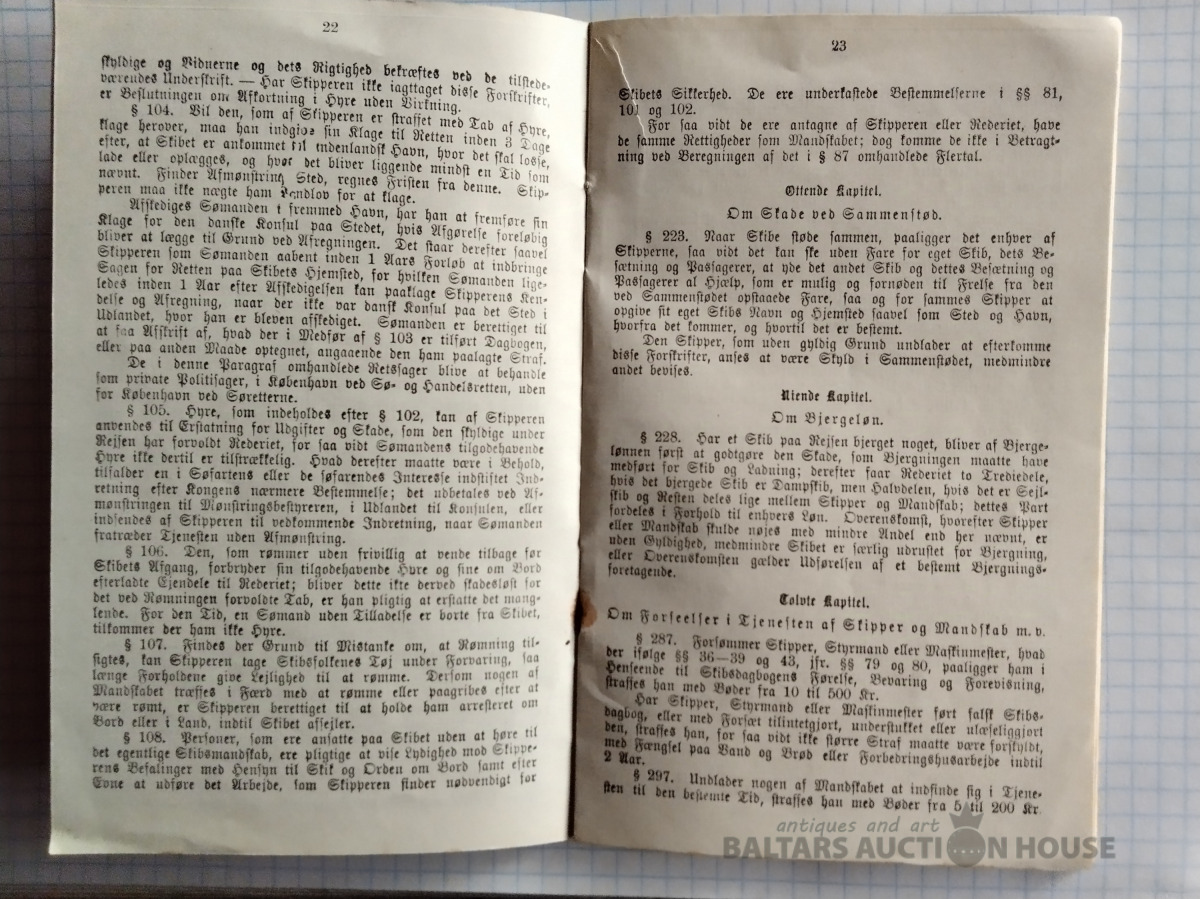 22
skyldige og Vidnerne og dets Rigtighed bekræftes ved de tilstede-
værendes Underskrift. — Har Skipperen ikke iagttaget disse Forskrifter,
er Beslutningen om Afkortning i Hyre uden Virkning.
§ 104. Vil den, som af Skipperen er straffet med Tab af Hyre,
klage herover, maa han indgive sin Klage til Retten inden 3 Dage
efter, at Skibet er ankommet til indenlandsk Havn, hvor det skal losse,
lade eller oplægges, og hvor det bliver liggende mindst en Tid som
nævnt. Finder Afmønstring Sted, regnes Fristen fra denne. Skip-
peren maa ikke nægte ham Landlov for at klage.
Afskediges Sømanden i fremmed Havn, har han at fremføre sin
Klage for den danske Konsul paa Stedet, hvis Afgørelse foreløbig
bliver at lægge til Grund ved Afregningen. Det staar derefter saavel
Skipperen som Sømanden aabent inden 1 Aars Forløb at indbringe
Sagen for Retten paa Skibets Hjemsted, for hvilken Sømanden lige-
ledes inden 1 Aar efter Afskedigelsen kan paaklage Skipperens Ken-
delse og Afregning, naar der ikke var dansk Konsul paa det Sted i
Udlandet, hvor han er bleven afskediget. Sømanden er berettiget til
at faa Afskrift af, hvad der i Medfør af § 103 er tilført Dagbogen,
eller paa anden Maade optegnet, angaaende den ham paalagte Straf.
De i denne Paragraf omhandlede Retssager blive at behandle
som private Politisager, i København ved Sø- og Handelsretten, uden
for København ved Søretterne.
§ 105. Hyre, som indeholdes efter § 102, kan af Skipperen
anvendes til Erstatning for Udgifter og Skade, som den skyldige under
Rejsen har forvoldt Rederiet, for saa vidt Sømandens tilgodehavende
Hyre ikke dertil er tilstrækkelig. Hvad derefter maatte være i Behold,
tilfalder en i Søfartens eller de søfarendes Interesse indstiftet Ind-
retning efter Kongens nærmere Bestemmelse; det udbetales ved Af-
mønstringen til Mønstringsbestyreren, i Udlandet til Konsulen, eller
indsendes af Skipperen til vedkommende Indretning, naar Sømanden
fratræder Tjenesten uden Afmønstring.
§ 106. Den, som rømmer uden frivillig at vende tilbage før
Skibets Afgang, forbryder sin tilgodehavende Hyre og sine om Bord
efterladte Ejendele til Rederiet; bliver dette ikke derved skadesløst for
det ved Rømningen forvoldte Tab, er han pligtig at erstatte det mang-
lende. For den Tid, en Sømand uden Tilladelse er borte fra Skibet,
tilkommer der ham ikke Hyre.
§ 107. Findes der Grund til Mistanke om, at Rømning til-
sigtes, kan Skipperen tage Skibsfolkenes Tøj under Forvaring, saa
længe Forholdene give Lejlighed til at rømme. Dersom nogen af
Mandskabet træffes i Færd med at rømme eller paagribes efter at
være rømt, er Skipperen berettiget til at holde ham arresteret om
Bord eller i Land, indtil Skibet afsejler.
§ 108. Personer, som ere ansatte paa Skibet uden at høre til
det egentlige Skibsmandskab, ere pligtige at vise Lydighed mod Skippe-
rens Befalinger med Hensyn til Skik og Orden om Bord samt efter
Evne at udføre det Arbejde, som Skipperen finder nødvendigt for
23
Skibets Sikkerhed. De ere underkastede Bestemmelserne i §§ 81,
101 og 102.
For saa vidt de ere antagne af Skipperen eller Rederiet, have
de samme Rettigheder som Mandskabet; dog komme de ikke i Betragt-
ning ved Beregningen af det i § 87 omhandlede Flertal.
Ottende Kapitel.
Om Skade ved Sammenstød.
§ 223. Naar Skibe støde sammen, paaligger det enhver af
Skipperne, saa vidt det kan ske uden Fare for eget Skib, dets Be-
sætning og Passagerer, at yde det andet Skib og dettes Besætning og
Passagerer al Hjælp, som er mulig og fornøden til Frelse fra den
ved Sammenstødet opstaaede Fare, saa og for sammes Skipper at
opgive sit eget Skibs Navn og Hjemsted saavel som Sted og Havn,
hvorfra det kommer, og hvortil det er bestemt.
Den Skipper, som uden gyldig Grund undlader at efterkomme
disse Forskrifter, anses at være Skyld i Sammenstødet, medmindre
andet bevises.
Niende Kapitel.
Om Bjergeløn.
§ 228. Har et Skib paa Rejsen bjerget noget, bliver af Bjerge-
lønnen først at godtgøre den Skade, som Bjergningen maatte have
medført for Skib og Ladning; derefter faar Rederiet to Trediedele,
hvis det bjergede Skib er Dampskib, men Halvdelen, hvis det er Sejl-
skib og Resten deles lige mellem Skipper og Mandskab; dettes Part
fordeles i Forhold til enhvers Løn. Overenskomst, hvorefter Skipper
eller Mandskab skulde nøjes med mindre Andel end her nævnt, er
uden Gyldighed, medmindre Skibet er særlig udrustet for Bjergning,
eller Overenskomsten gælder Udførelsen af et bestemt Bjergnings-
foretagende.
Tolvte Kapitel.
Om Forseelser i Tjenesten af Skipper og Mandskab m. v.
§ 287. Forsømmer Skipper, Styrmand eller Maskinmester, hvad
der ifølge §§ 36—39 og 43, jfr. §§ 79 og 80, paaligger ham i
Henseende til Skibsdagbogens Førelse, Bevaring og Forevisning,
straffes han med Bøder fra 10 til 500 Kr.
Har Skipper, Styrmand eller Maskinmester ført falsk Skibs-
dagbog, eller med Forsæt tilintetgjort, understukket eller ulæseliggjort
den, straffes han, for saa vidt ikke større Straf maatte være forskyldt,
med Fængsel paa Vand og Brød eller Forbedringshusarbejde indtil
2 Aar.
§ 297. Undlader nogen af Mandskabet at indfinde sig i Tjene-
sten til den bestemte Tid, straffes han med Bøder fra 5 til 200 Kr.
antiques and art
BALTARS AUCTION HOUSE